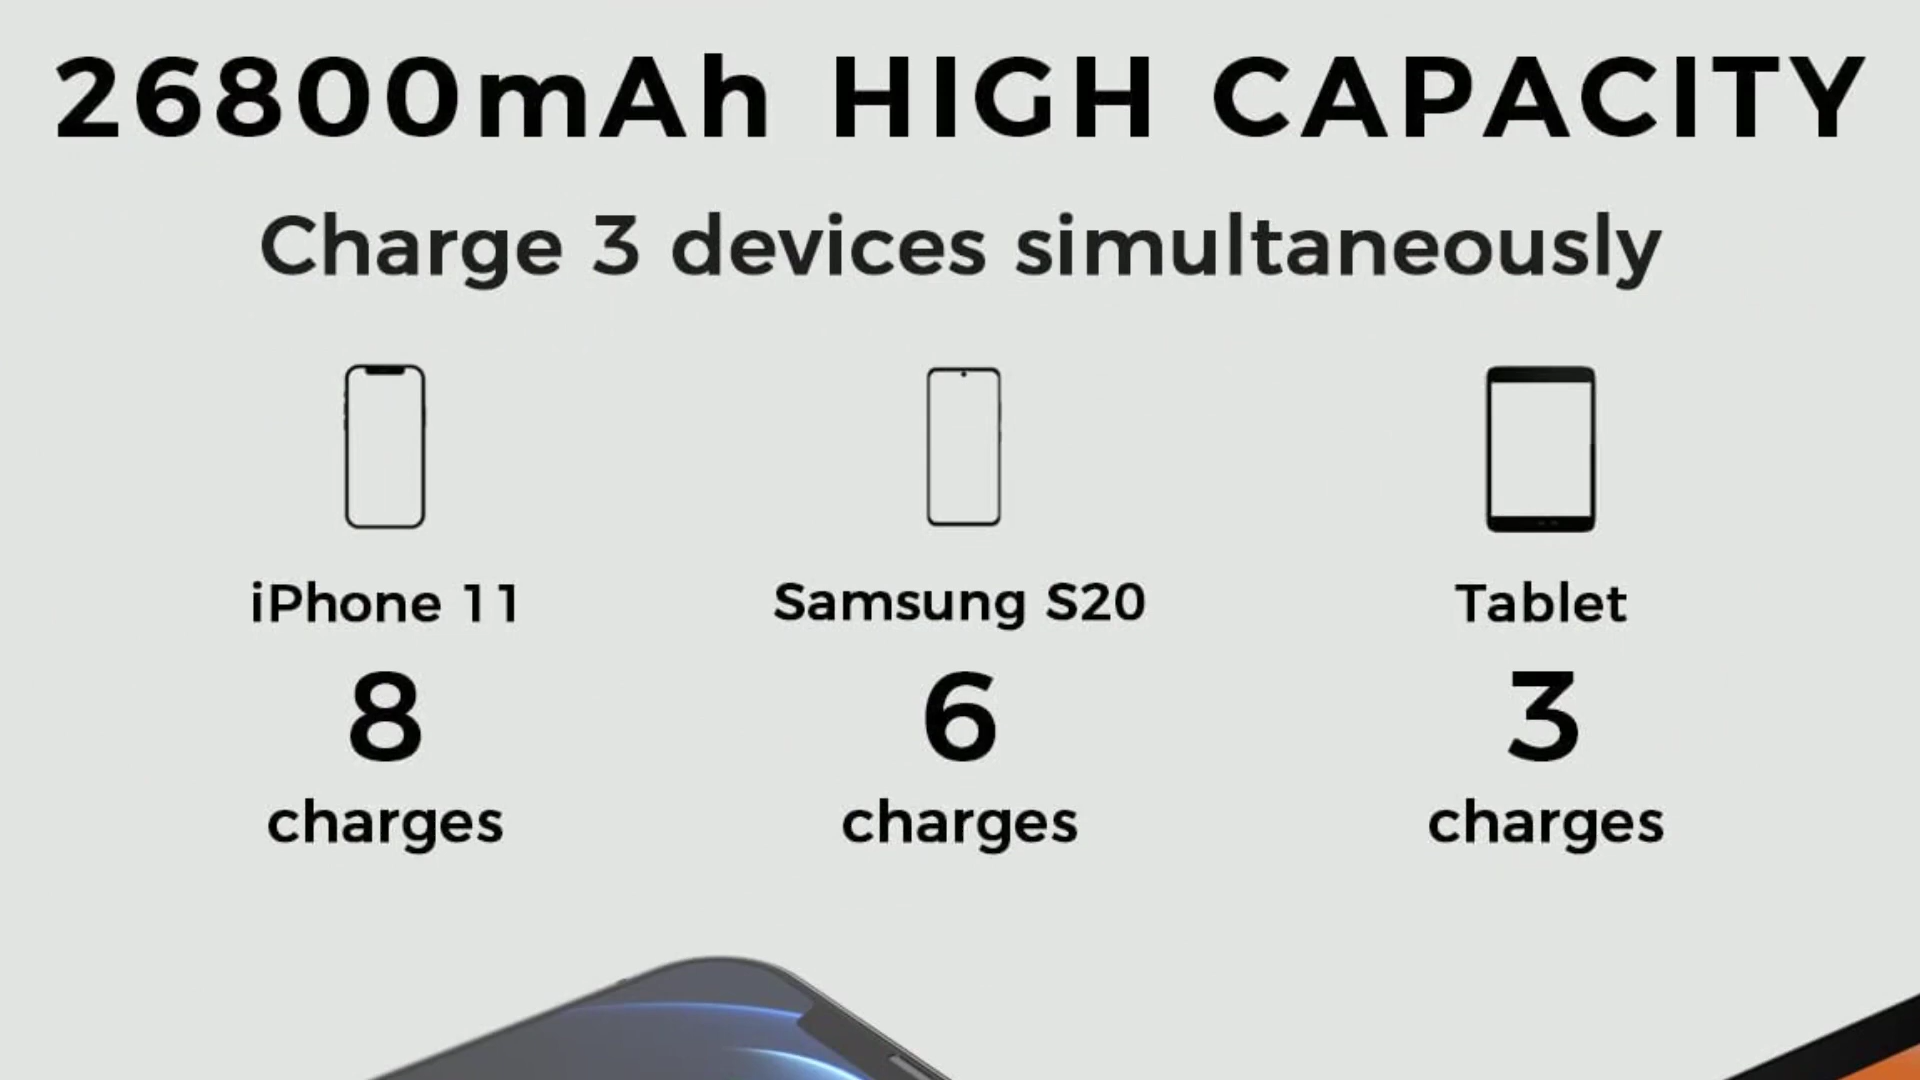 26800mAh HIGH CAPACITY
Charge 3 devices simultaneously
iPhone 11 Samsung S20 Tablet
8 6 3
charges charges charges